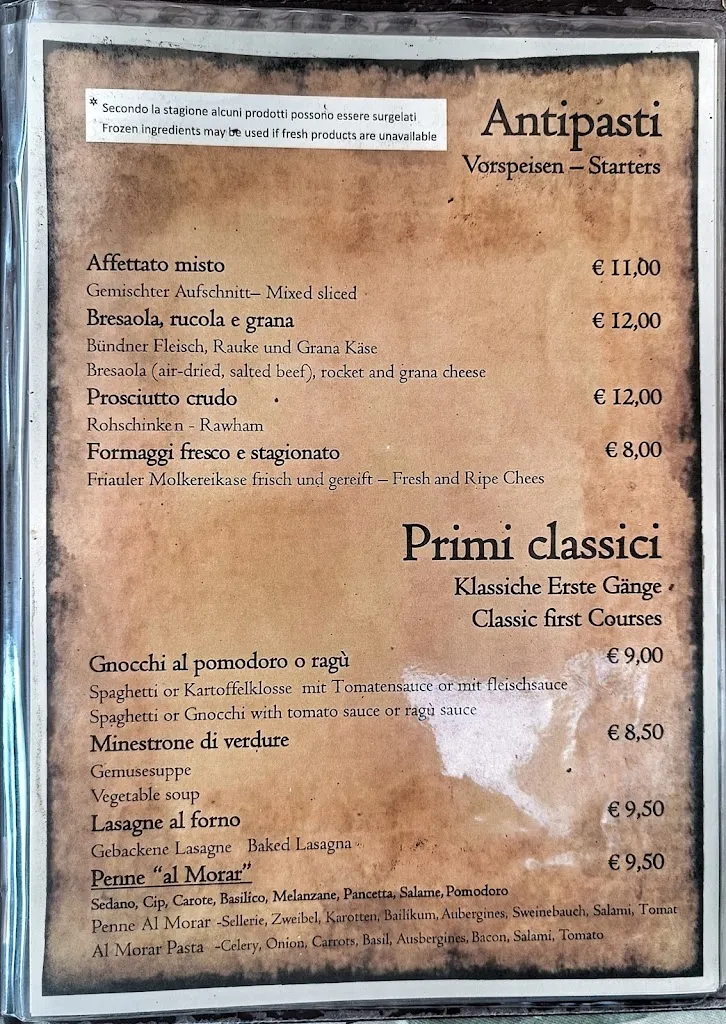 * Secondo la stagione alcuni prodotti possono essere surgelati
Frozen ingredients may be used if fresh products are unavailable
Antipasti
Vorspeisen – Starters
Affettato misto € 11,00
Gemischter Aufschnitt– Mixed sliced
Bresaola, rucola e grana € 12,00
Bündner Fleisch, Rauke und Grana Käse
Bresaola (air-dried, salted beef), rocket and grana cheese
Prosciutto crudo € 12,00
Rohschinken - Rawham
Formaggi fresco e stagionato € 8,00
Friauler Molkereikase frisch und gereift – Fresh and Ripe Chees
Primi classici
Klassiche Erste Gänge
Classic first Courses
Gnocchi al pomodoro o ragù € 9,00
Spaghetti or Kartoffelklosse mit Tomatensauce or mit fleischsauce
Spaghetti or Gnocchi with tomato sauce or ragù sauce
Minestrone di verdure € 8,50
Gemusesuppe
Vegetable soup
Lasagne al forno € 9,50
Gebackene Lasagne Baked Lasagna
Penne “al Morar” € 9,50
Sedano, Cip, Carote, Basilico, Melanzane, Pancetta, Salame, Pomodoro
Penne Al Morar -Sellerie, Zweibel, Karotten, Bailikum, Aubergines, Sweinebauch, Salami, Tomat
Al Morar Pasta -Celery, Onion, Carrots, Basil, Ausbergines, Bacon, Salami, Tomato